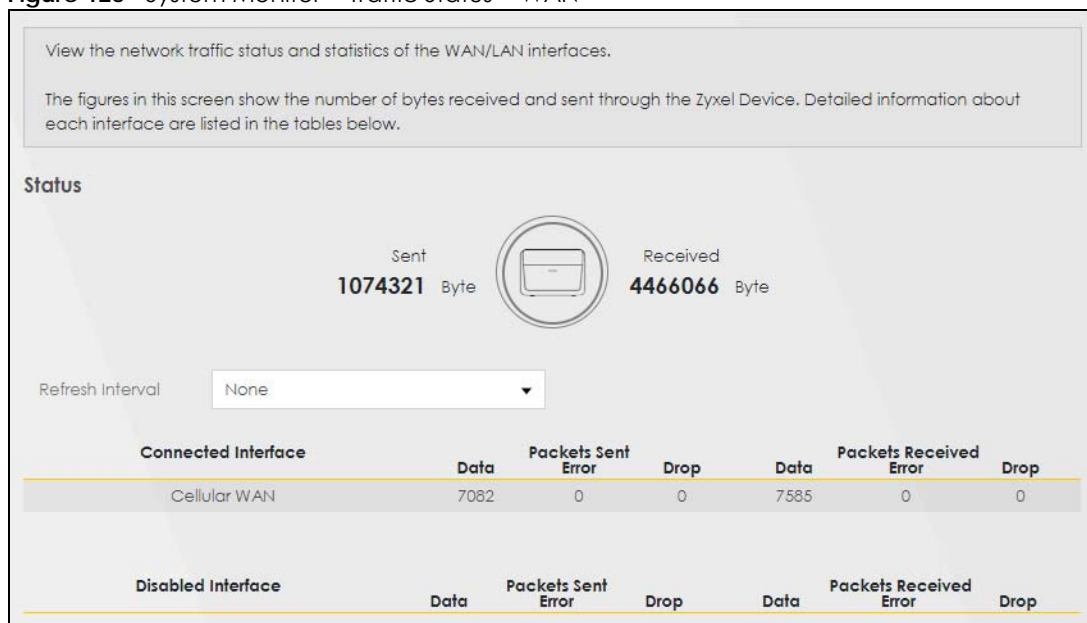 View the network traffic status and statistics of the WAN/LAN interfaces.
The figures in this screen show the number of bytes received and sent through the Zyxel Device. Detailed information about
each interface are listed in the tables below.
Status
Sent
1074321 Byte
Received
4466066 Byte
Refresh Interval None
Connected Interface Packets Sent Packets Received
Data Error Drop Data Error Drop
Cellular WAN 7082 0 0 7585 0 0
Disabled Interface Packets Sent Packets Received
Data Error Drop Data Error Drop